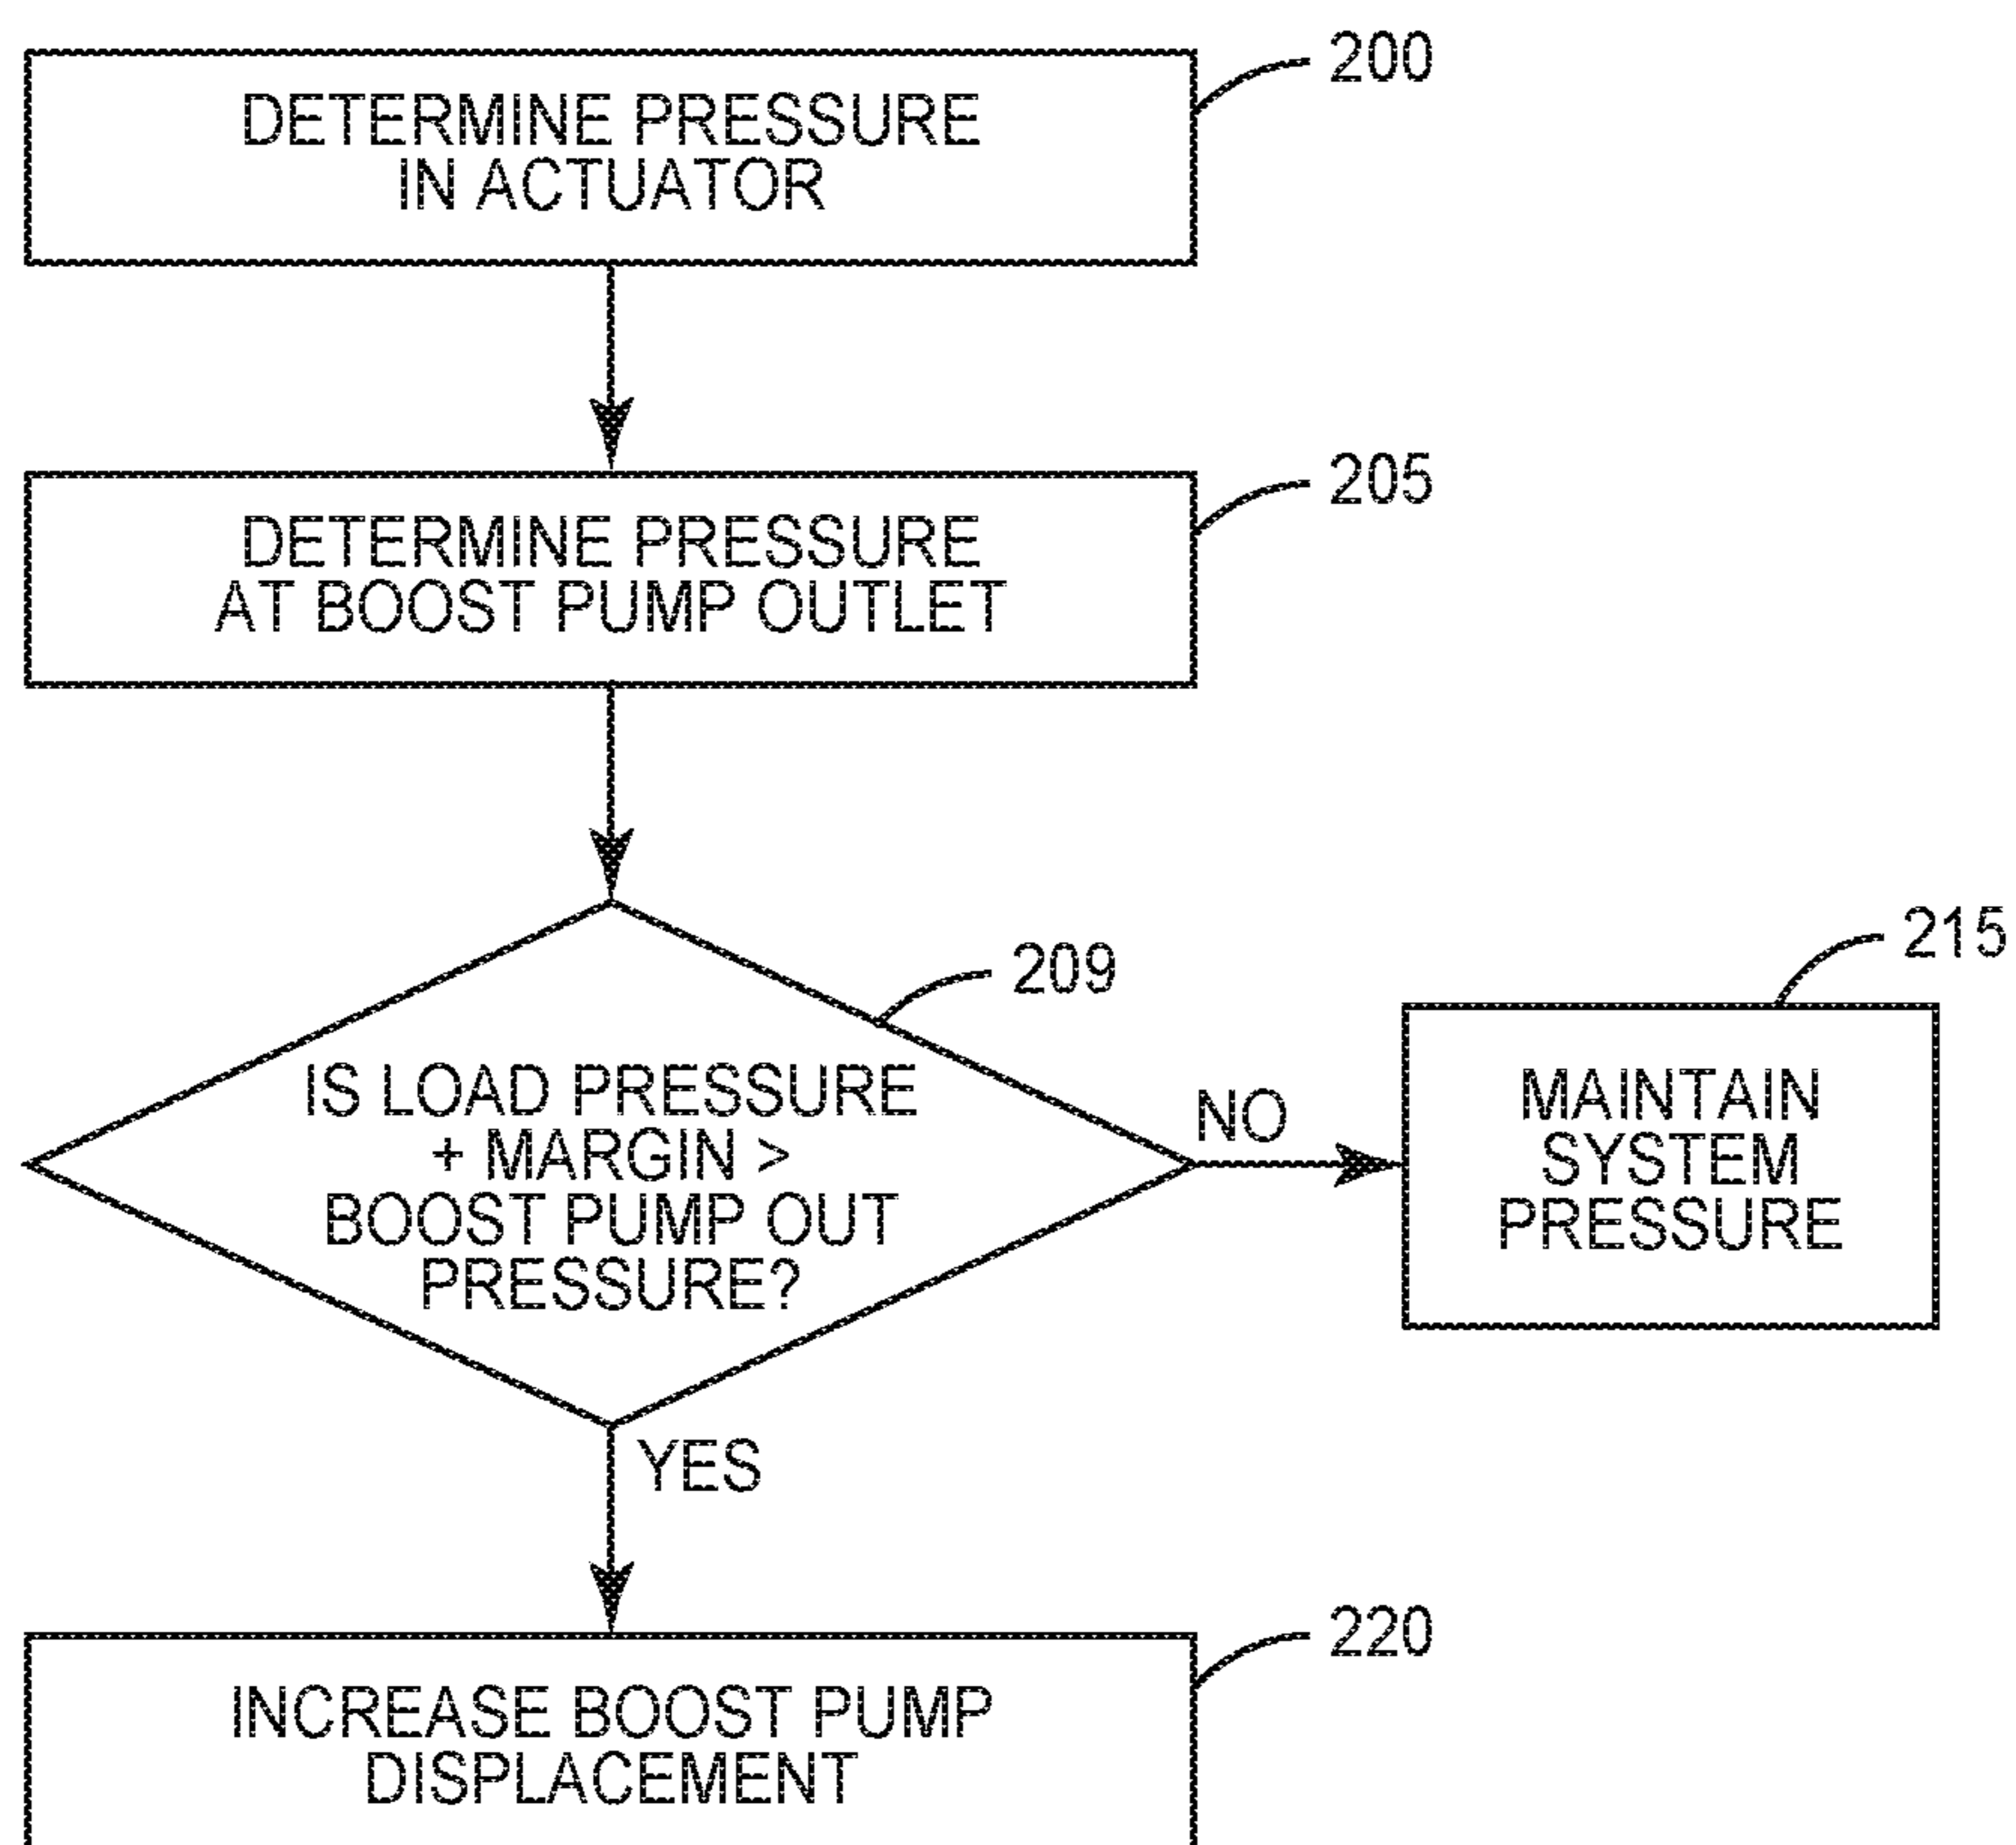 200
DETERMINE PRESSURE
IN ACTUATOR
205
DETERMINE PRESSURE
AT BOOST PUMP OUTLET
209
215
IS LOAD PRESSURE
+ MARGIN >
BOOST PUMP OUT
PRESSURE?
NO
MAINTAIN
SYSTEM
PRESSURE
YES
220
INCREASE BOOST PUMP
DISPLACEMENT